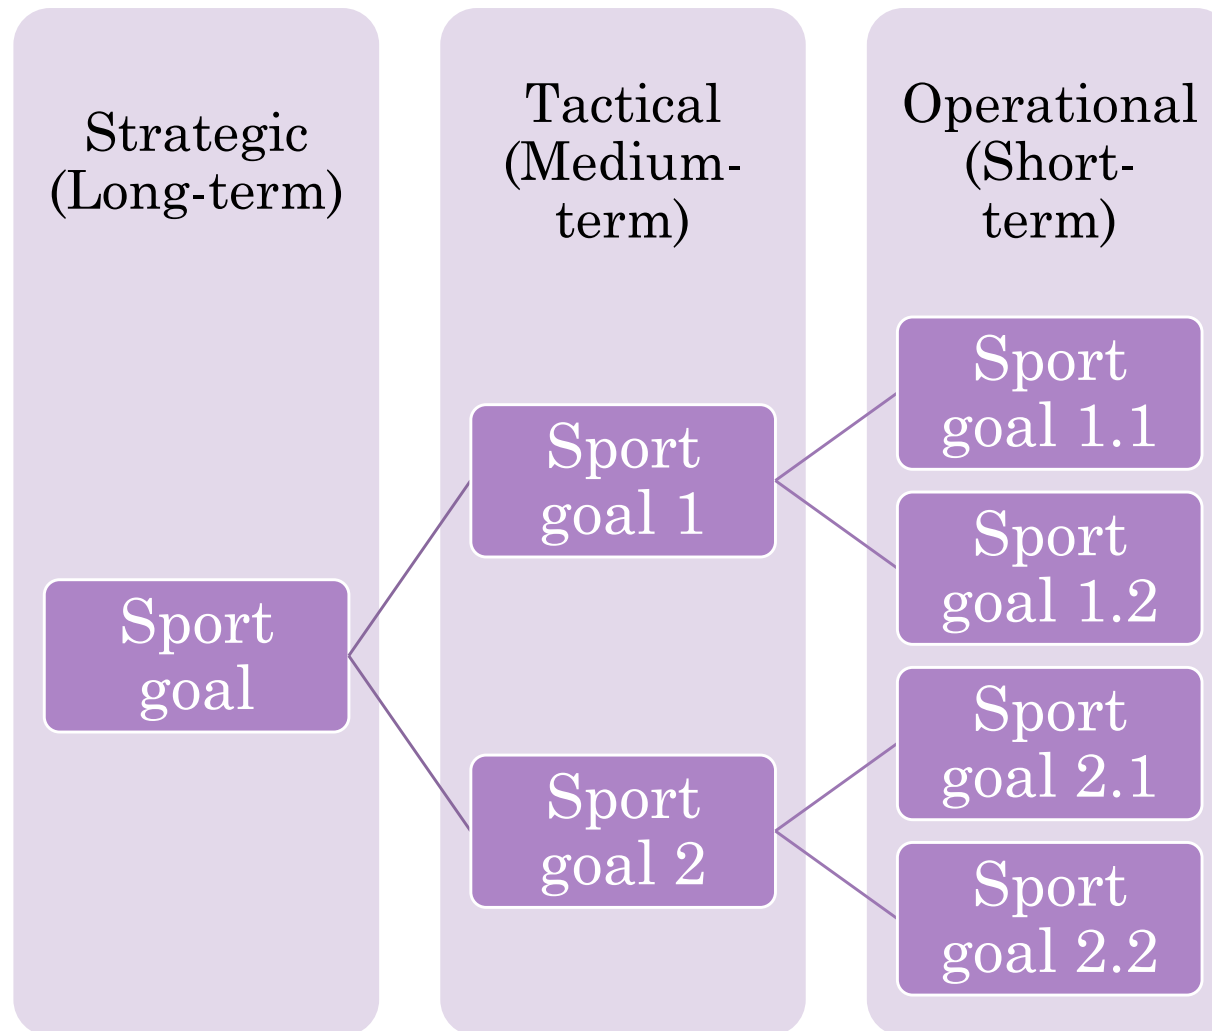 Strategic
(Long-term)
Tactical
(Medium-
term)
Operational
(Short-
term)
Sport
goal
Sport
goal 1
Sport
goal 2
Sport
goal 1.1
Sport
goal 1.2
Sport
goal 2.1
Sport
goal 2.2